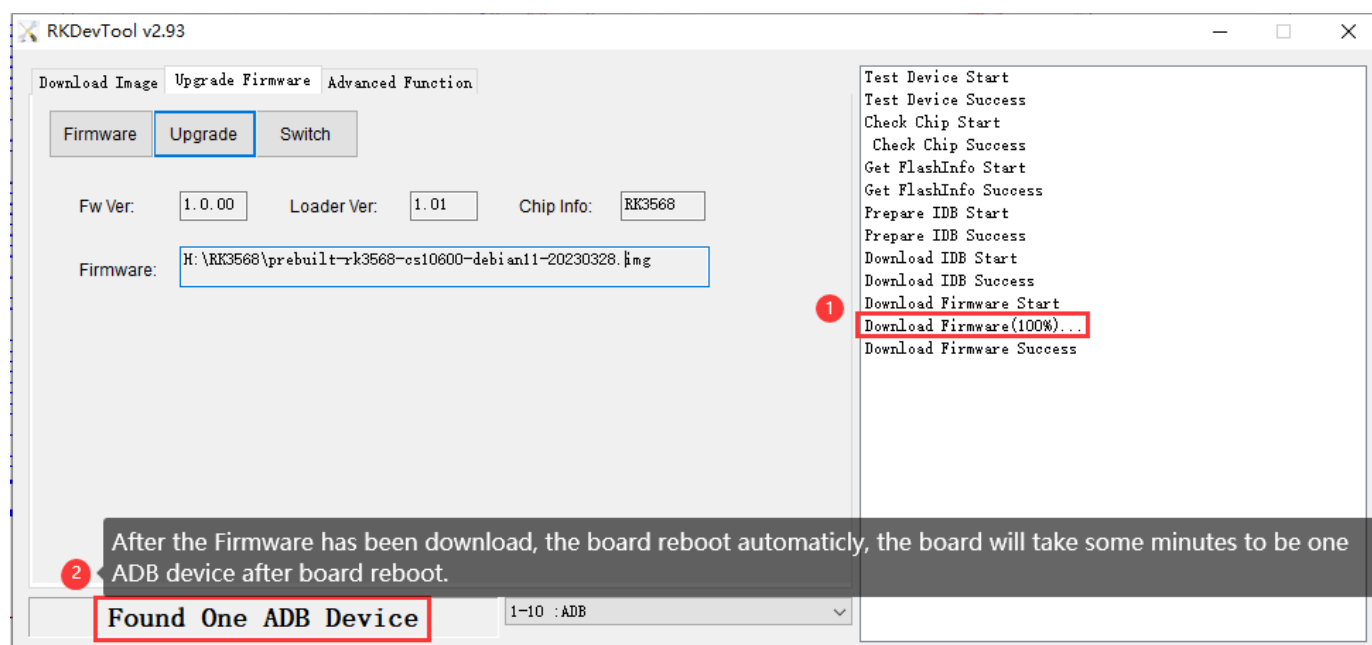 RKDevTool v2.93
Download Image Upgrade Firmware Advanced Function
Firmware Upgrade Switch
Fw Ver: 1.0.00 Loader Ver: 1.01 Chip Info: RK3568
Firmware: H:\RK3568\prebuilt-rk3568-cs10600-debian11-20230328.img
Test Device Start
Test Device Success
Check Chip Start
Check Chip Success
Get FlashInfo Start
Get FlashInfo Success
Prepare IDB Start
Prepare IDB Success
Download IDB Start
Download IDB Success
Download Firmware Start
1
Download Firmware(100%)...
Download Firmware Success
2
After the Firmware has been download, the board reboot automaticly, the board will take some minutes to be one
ADB device after board reboot.
Found One ADB Device
1-10 :ADB